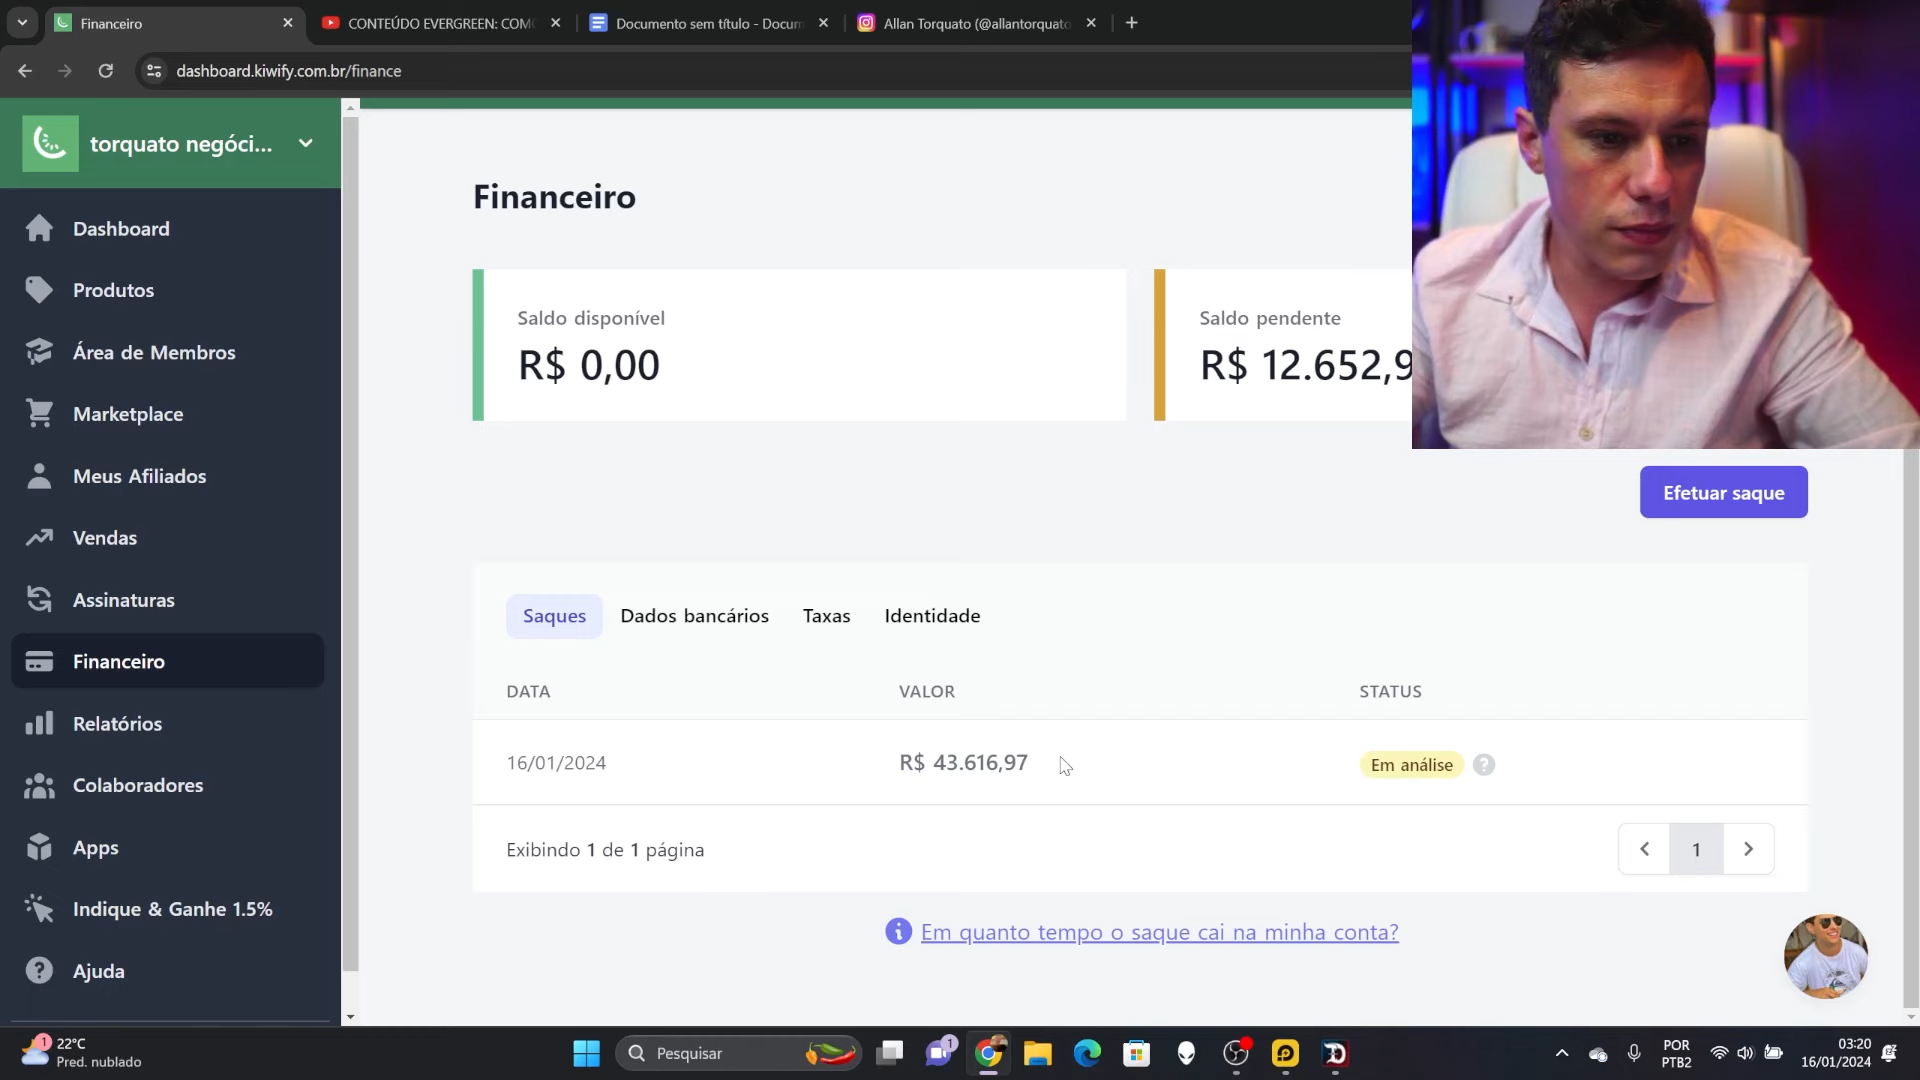 Financeiro
CONTEÚDO EVERGREEN: COM
Documento sem título - Docum
Allan Torquato (@allantorquato
dashboard.kiwify.com.br/finance
torquato negóci...
Dashboard
Produtos
Área de Membros
Marketplace
Meus Afiliados
Vendas
Assinaturas
Financeiro
Relatórios
Colaboradores
Apps
Indique & Ganhe 1.5%
Ajuda
Financeiro
Saldo disponível
R$ 0,00
Saldo pendente
R$ 12.652,9
Efetuar saque
Saques Dados bancários Taxas Identidade
DATA VALOR STATUS
16/01/2024 R$ 43.616,97 Em análise ?
Exibindo 1 de 1 página
1
Em quanto tempo o saque cai na minha conta?
1
22°C
Pred. nublado
Pesquisar
1
POR
PTB2
03:20
16/01/2024